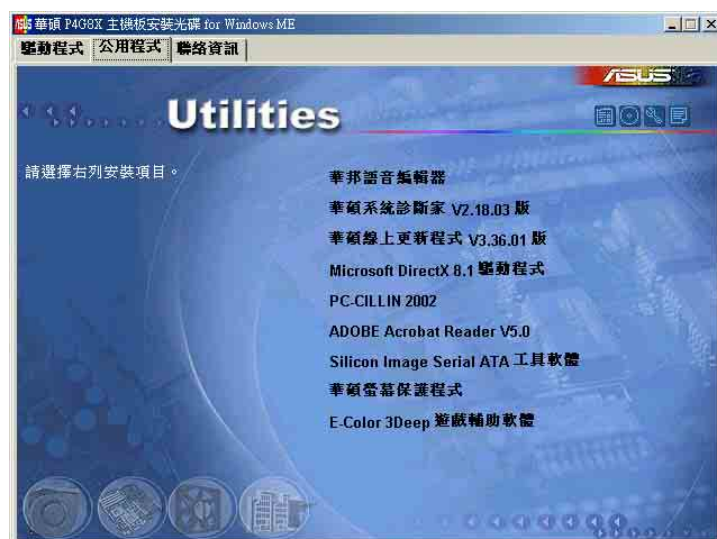 華碩 P4G8X 主機板安裝光碟 for Windows ME
驅動程式 公用程式 聯絡資訊
ASUS
Utilities
請選擇右列安裝項目。
華邦語音編輯器
華碩系統診斷家 V2.18.03 版
華碩線上更新程式 V3.36.01 版
Microsoft DirectX 8.1 驅動程式
PC-CILLIN 2002
ADOBE Acrobat Reader V5.0
Silicon Image Serial ATA 工具軟體
華碩螢幕保護程式
E-Color 3Deep 遊戲輔助軟體